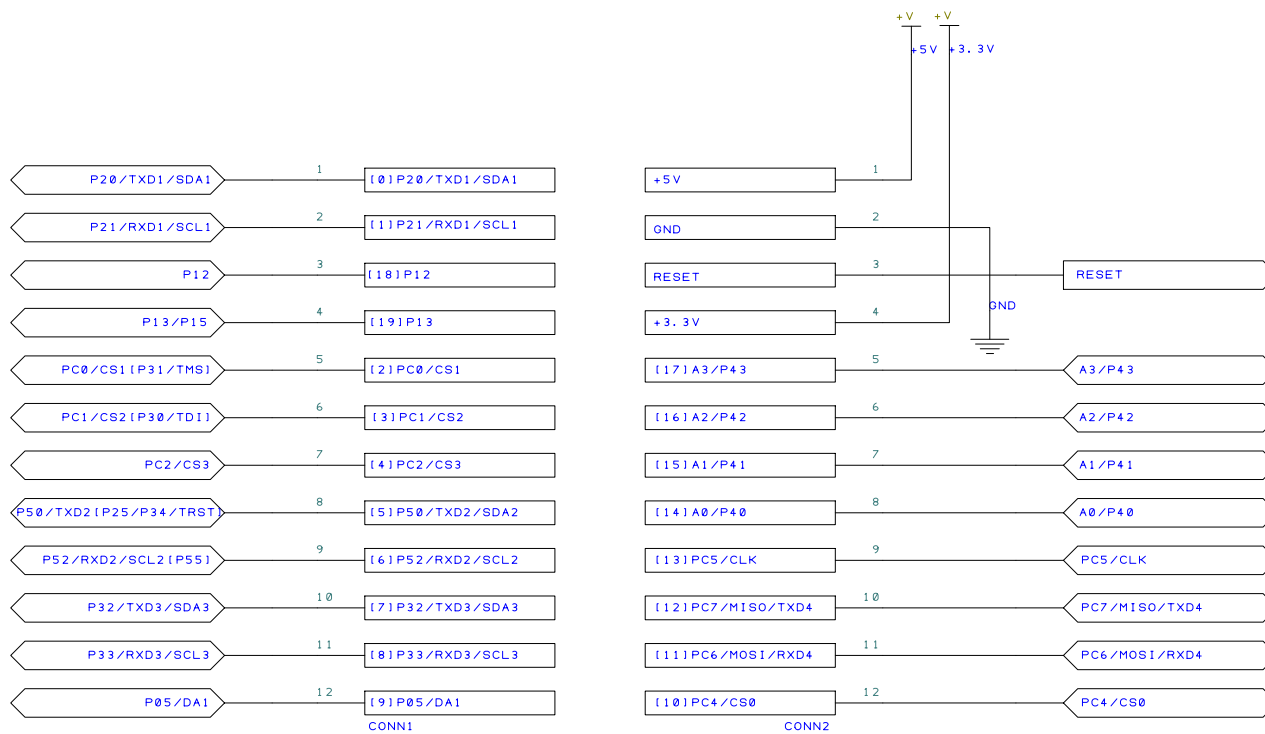 +V +V
+5V +3.3V
P20/TXD1/SDA1 1 [0]P20/TXD1/SDA1 +5V 1
P21/RXD1/SCL1 2 [1]P21/RXD1/SCL1 GND 2
P12 3 [18]P12 RESET 3 RESET
GND
P13/P15 4 [19]P13 +3.3V 4
PC0/CS1[P31/TMS] 5 [2]PC0/CS1 [17]A3/P43 5 A3/P43
PC1/CS2[P30/TDI] 6 [3]PC1/CS2 [16]A2/P42 6 A2/P42
PC2/CS3 7 [4]PC2/CS3 [15]A1/P41 7 A1/P41
P50/TXD2[P25/P34/TRST] 8 [5]P50/TXD2/SDA2 [14]A0/P40 8 A0/P40
P52/RXD2/SCL2[P55] 9 [6]P52/RXD2/SCL2 [13]PC5/CLK 9 PC5/CLK
P32/TXD3/SDA3 10 [7]P32/TXD3/SDA3 [12]PC7/MISO/TXD4 10 PC7/MISO/TXD4
P33/RXD3/SCL3 11 [8]P33/RXD3/SCL3 [11]PC6/MOSI/RXD4 11 PC6/MOSI/RXD4
P05/DA1 12 [9]P05/DA1 [10]PC4/CS0 12 PC4/CS0
CONN1 CONN2